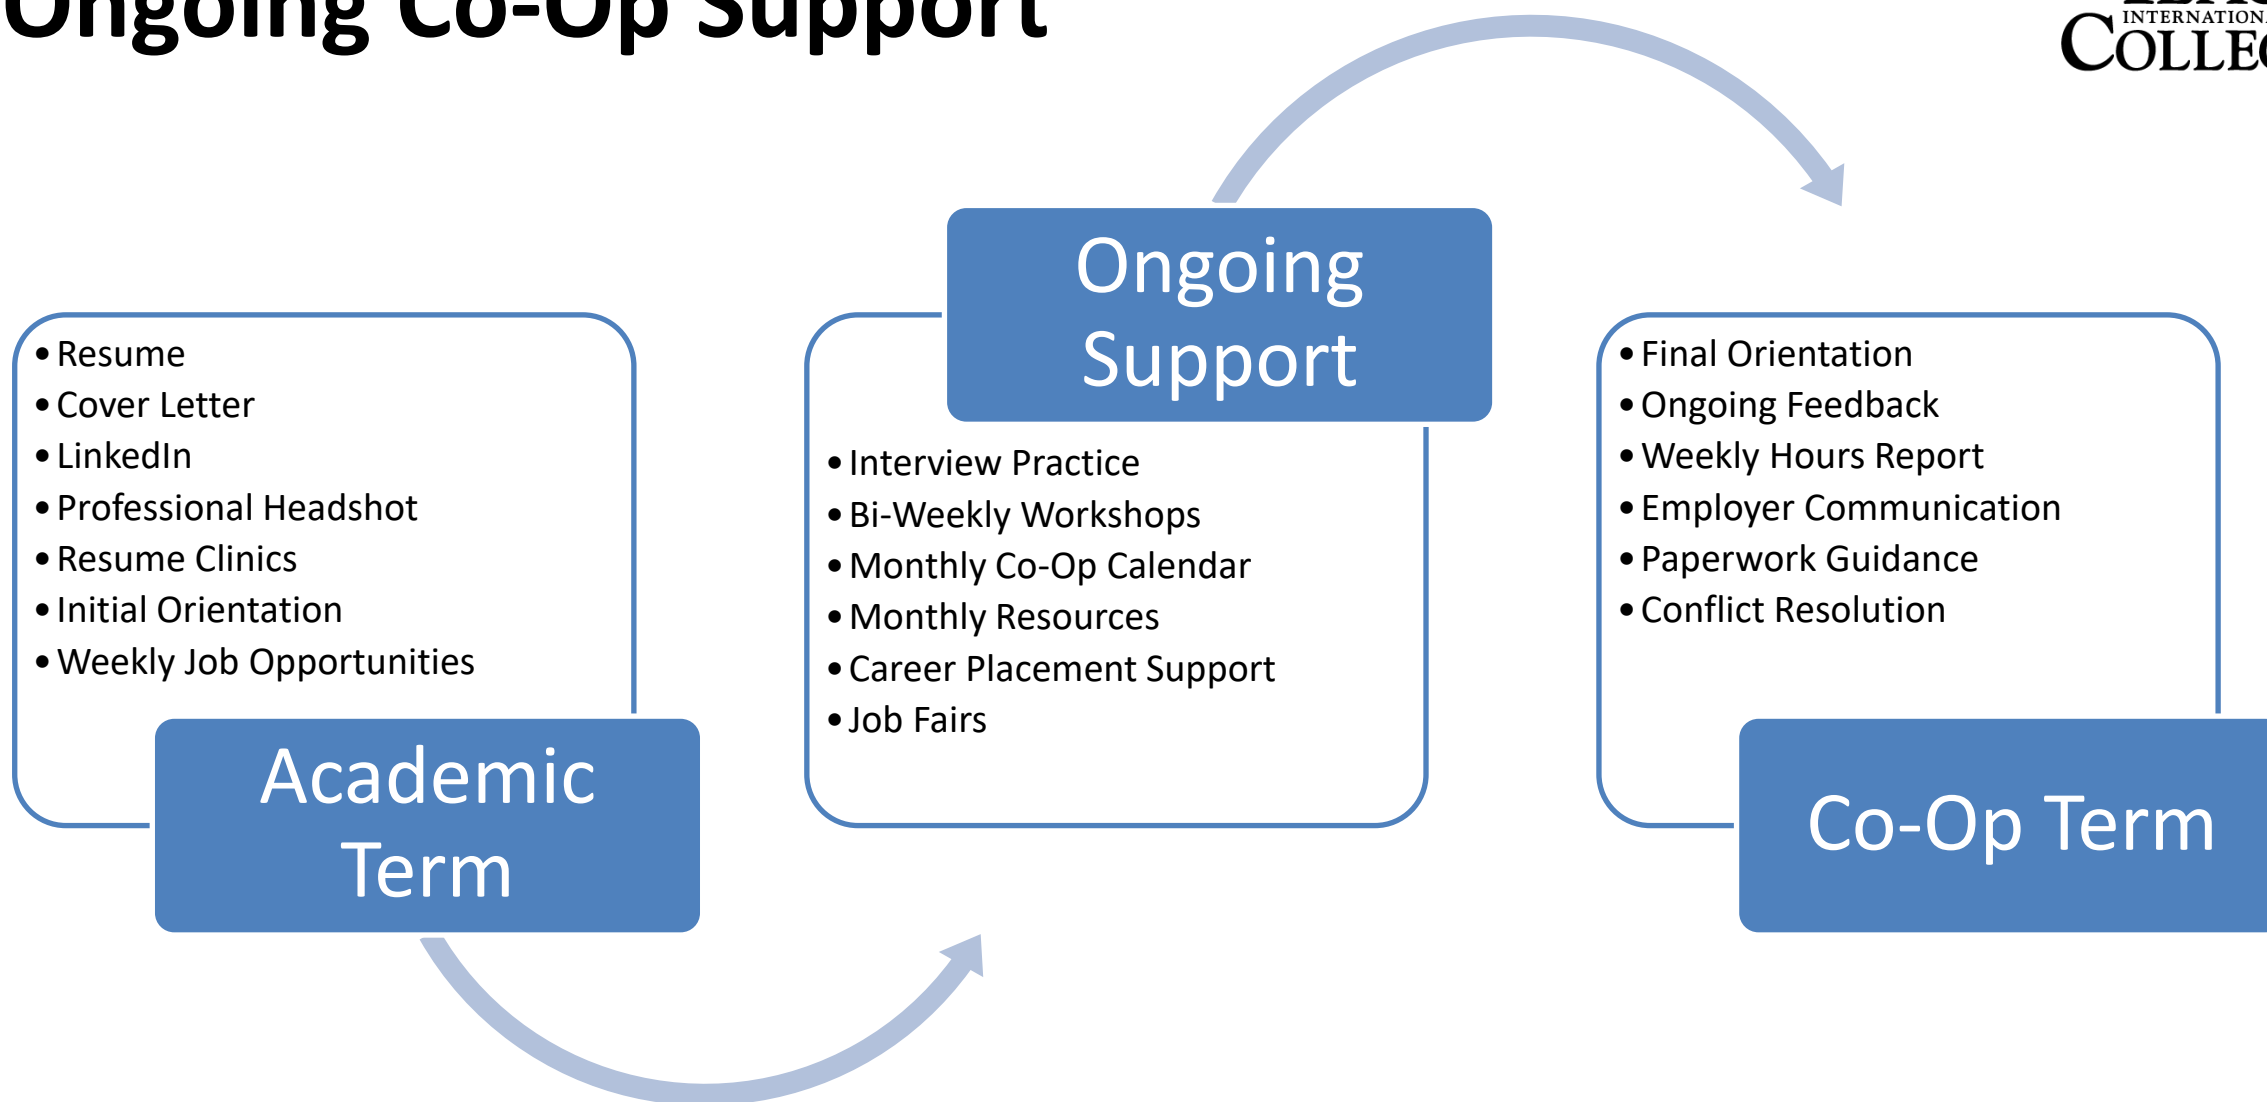 Ongoing Co-Op Support
INTERNATIONAL
COLLEG
• Resume
• Cover Letter
• LinkedIn
• Professional Headshot
• Resume Clinics
• Initial Orientation
• Weekly Job Opportunities
Academic
Term
Ongoing
Support
• Interview Practice
• Bi-Weekly Workshops
• Monthly Co-Op Calendar
• Monthly Resources
• Career Placement Support
• Job Fairs
• Final Orientation
• Ongoing Feedback
• Weekly Hours Report
• Employer Communication
• Paperwork Guidance
• Conflict Resolution
Co-Op Term